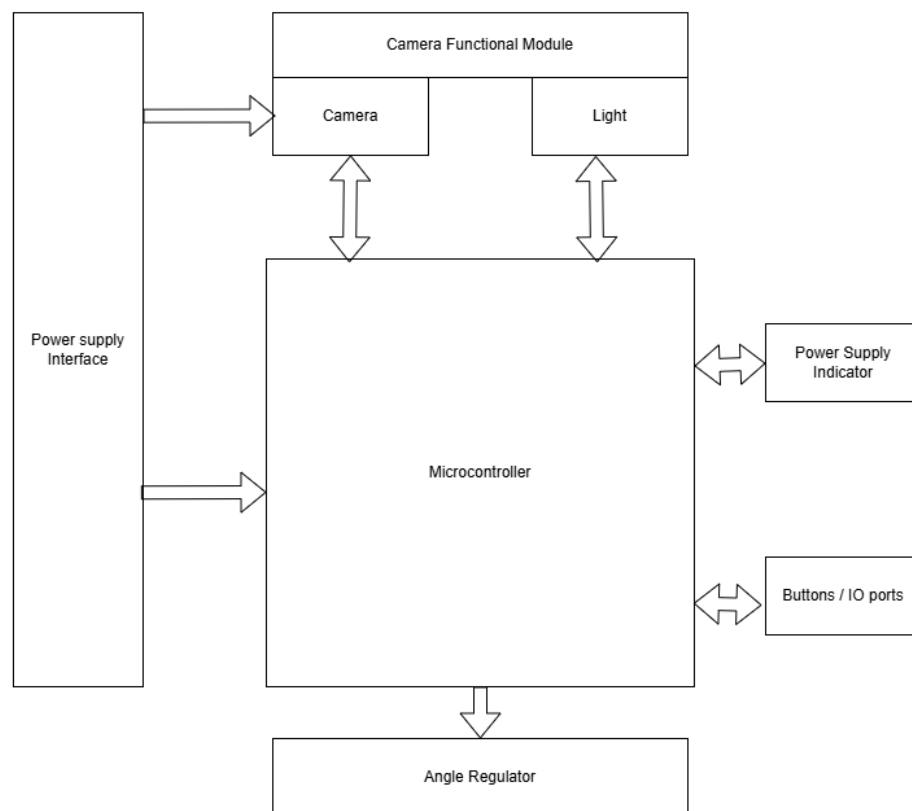 Camera Functional Module
Camera
Light
Power supply
Interface
Power Supply
Indicator
Microcontroller
Buttons / IO ports
Angle Regulator